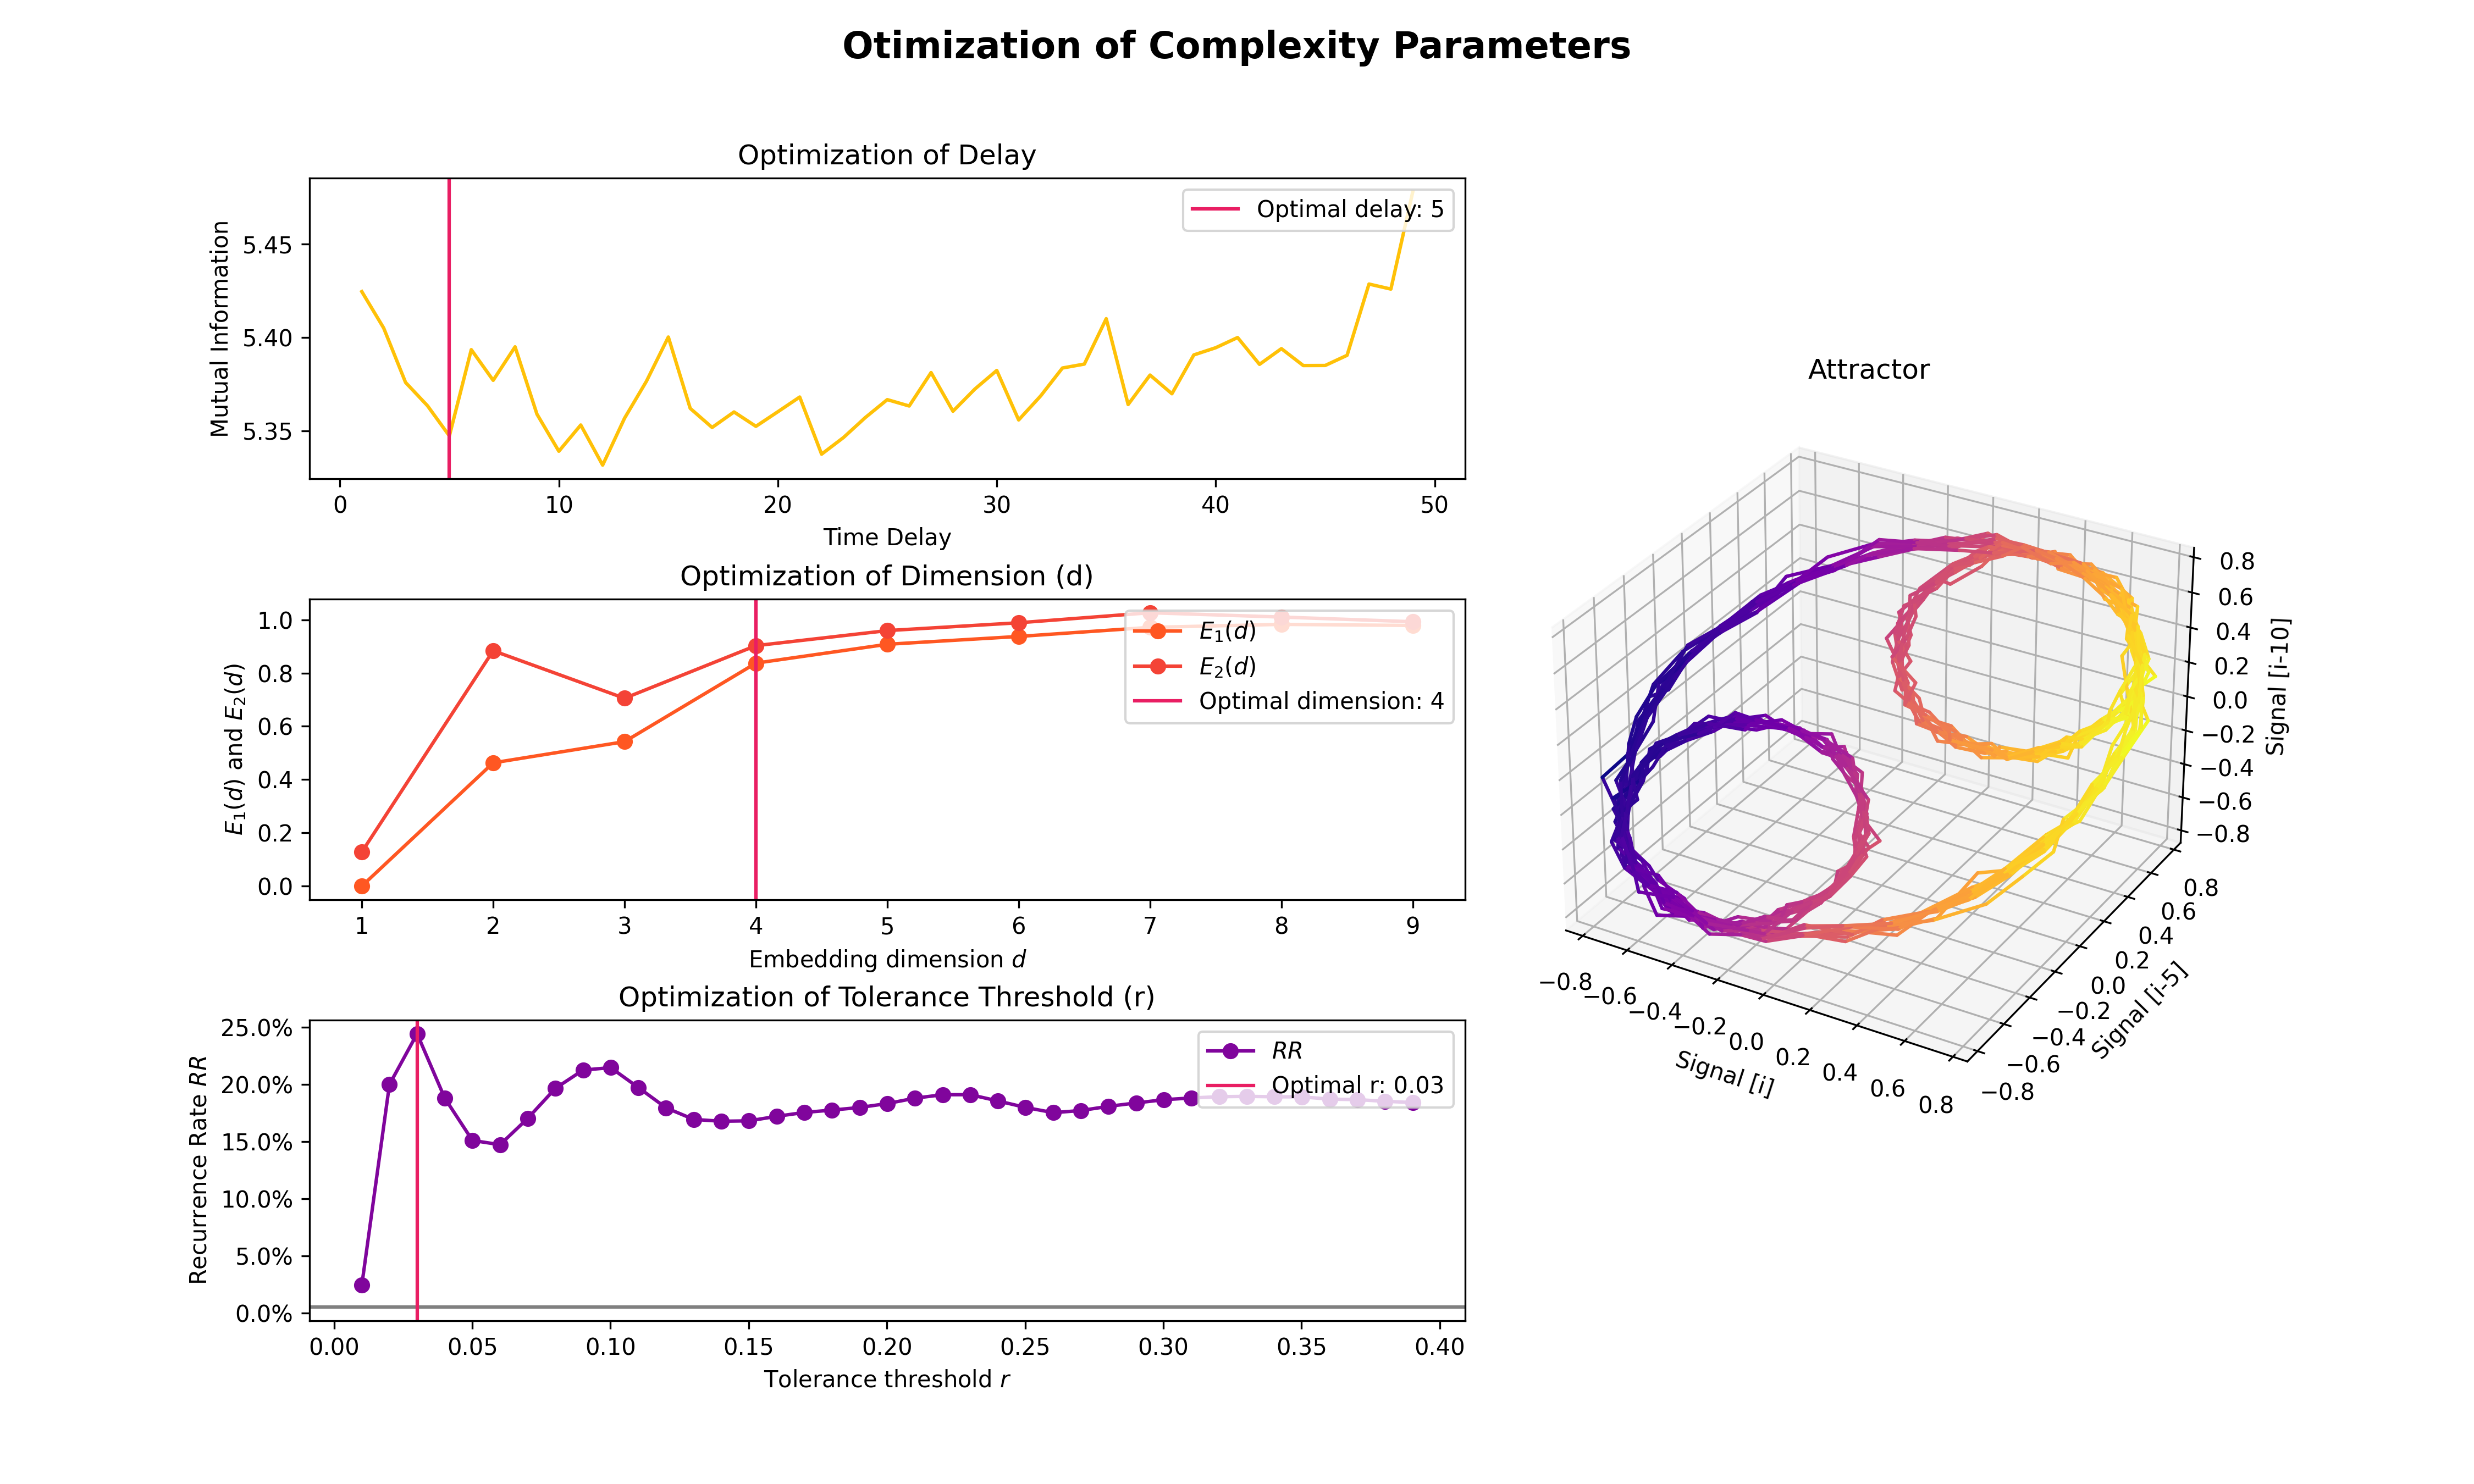 Otimization of Complexity Parameters
Optimization of Delay
Mutual Information
5.45
5.40
5.35
Optimal delay: 5
0 10 20 30 40 50
Time Delay
Optimization of Dimension (d)
E₁(d) and E₂(d)
1.0
0.8
0.6
0.4
0.2
0.0
E₁(d)
E₂(d)
Optimal dimension: 4
1 2 3 4 5 6 7 8 9
Embedding dimension d
Optimization of Tolerance Threshold (r)
Recurrence Rate RR
25.0%
20.0%
15.0%
10.0%
5.0%
0.0%
RR
Optimal r: 0.03
0.00 0.05 0.10 0.15 0.20 0.25 0.30 0.35 0.40
Tolerance threshold r
Attractor
0.8
0.6
0.4
0.2
0.0
−0.2
−0.4
−0.6
−0.8
Signal [i-10]
0.8
0.6
0.4
0.2
0.0
−0.2
−0.4
−0.6
−0.8
Signal [i-5]
−0.8 −0.6 −0.4 −0.2 0.0 0.2 0.4 0.6 0.8
Signal [i]